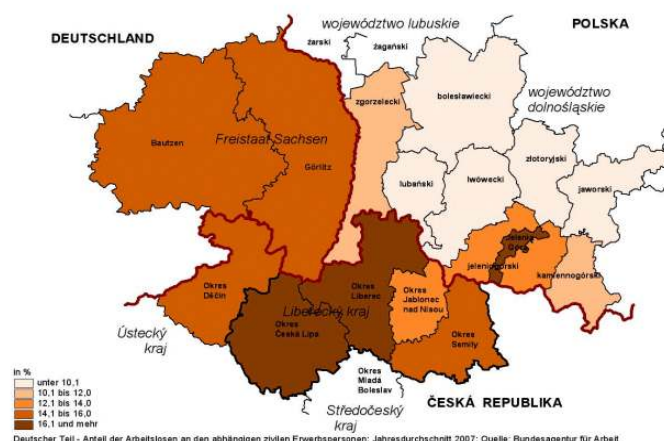 województwo lubuskie
POLSKA
DEUTSCHLAND
żarski
żagański
bolesławiecki
zgorzelecki
województwo
dolnośląskie
Freistaat Sachsen
Bautzen
Görlitz
złotoryjski
lubański
lwówecki
jaworski
Jelenia
Góra
jeleniogórski
kamiennogórski
Okres
Děčín
Okres
Liberec
Okres
Jablonec
nad Nisou
Liberecký kraj
Okres
Česká Lípa
Okres
Semily
Ústecký
kraj
Okres
Mladá
Boleslav
Středočeský
kraj
ČESKÁ REPUBLIKA
in %
unter 10,1
10,1 bis 12,0
12,1 bis 14,0
14,1 bis 16,0
16,1 und mehr
Deutscher Teil - Anteil der Arbeitslosen an den abhängigen zivilen Erwerbspersonen; Jahresdurchschnitt 2007; Quelle: Bundesagentur für Arbeit